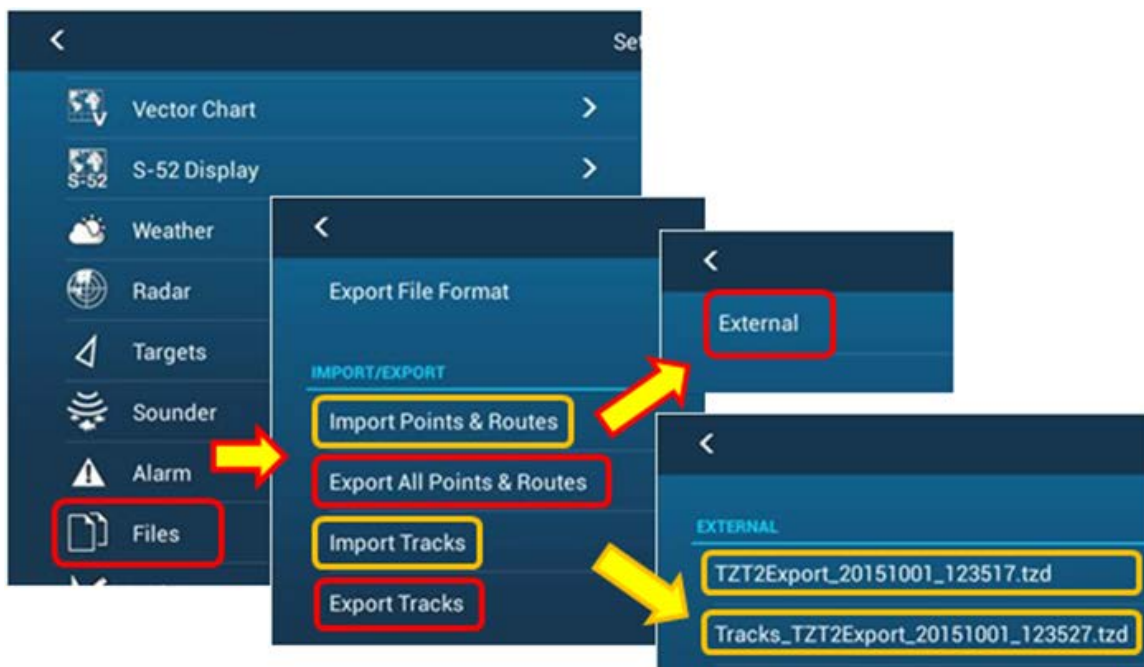 Set
Vector Chart
S-52 Display
Weather
Radar
Targets
Sounder
Alarm
Files
Export File Format
IMPORT/EXPORT
Import Points & Routes
Export All Points & Routes
Import Tracks
Export Tracks
External
EXTERNAL
TZT2Export_20151001_123517.tzd
Tracks_TZT2Export_20151001_123527.tzd